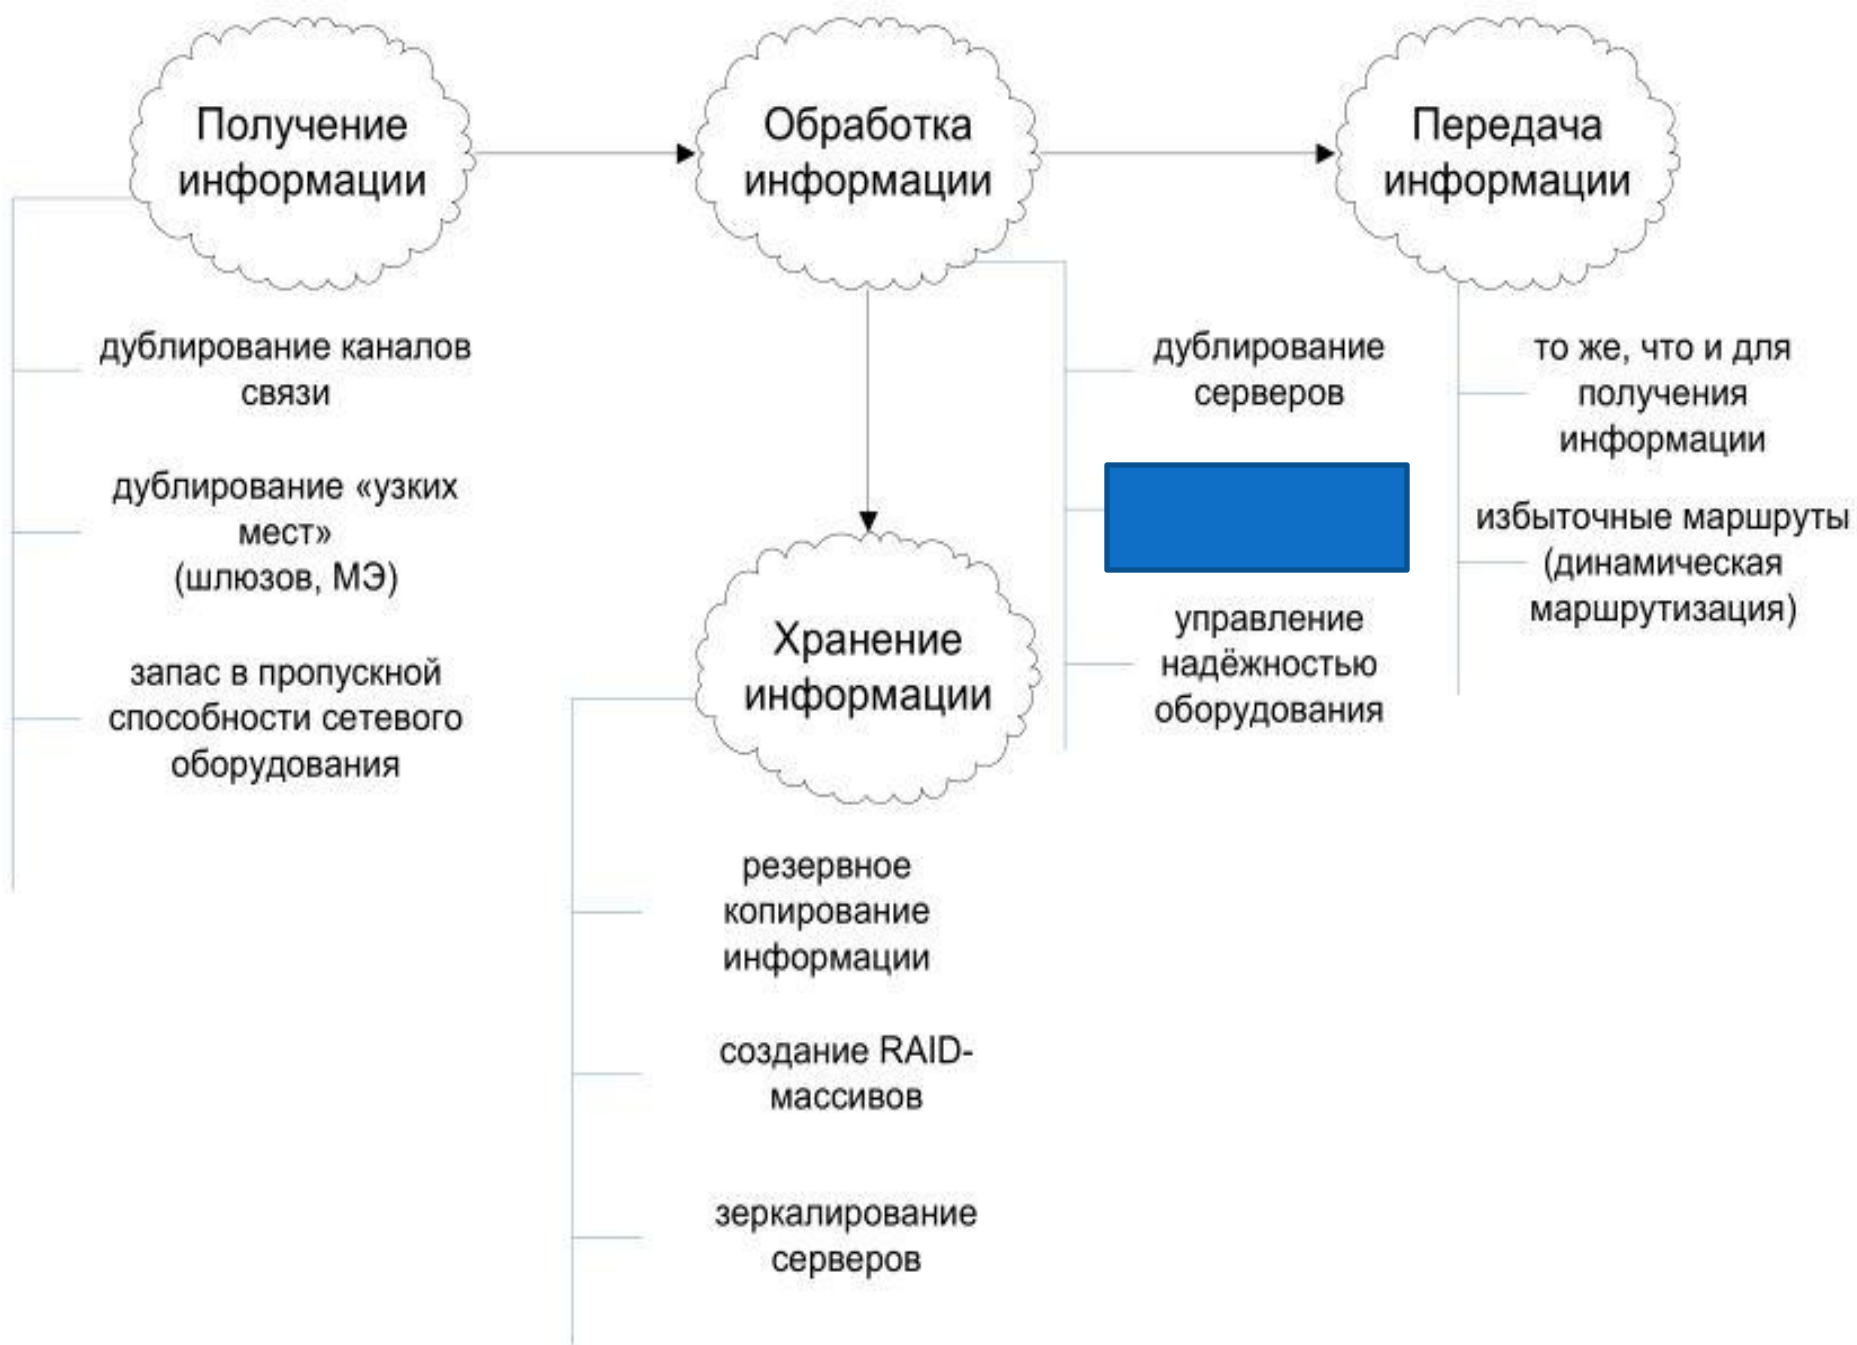 Получение
информации
Обработка
информации
Передача
информации
дублирование каналов
связи
дублирование «узких
мест»
(шлюзов, МЭ)
запас в пропускной
способности сетевого
оборудования
дублирование
серверов
управление
надёжностью
оборудования
то же, что и для
получения
информации
избыточные маршруты
(динамическая
маршрутизация)
Хранение
информации
резервное
копирование
информации
создание RAID-
массивов
зеркалирование
серверов